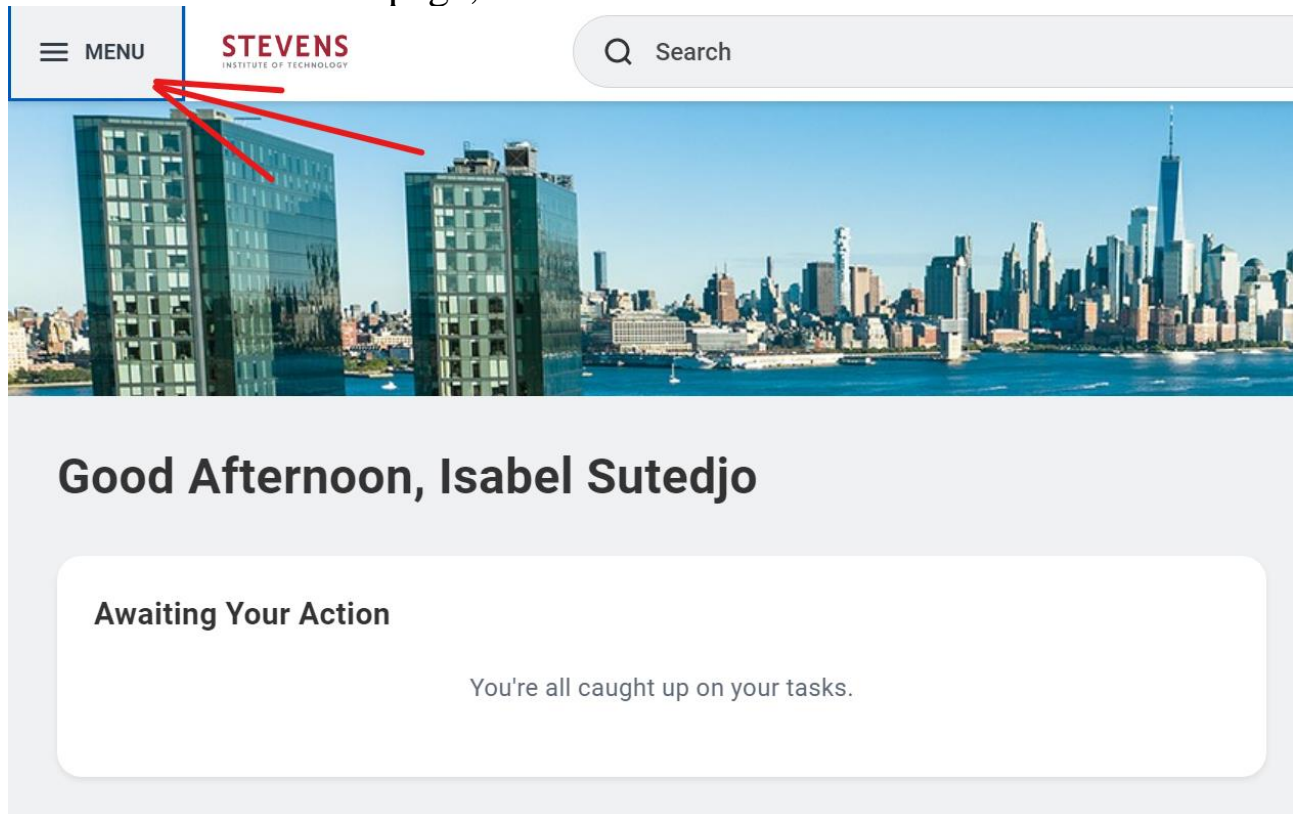 MENU
STEVENS
INSTITUTE OF TECHNOLOGY
Search
Good Afternoon, Isabel Sutedjo
Awaiting Your Action
You're all caught up on your tasks.